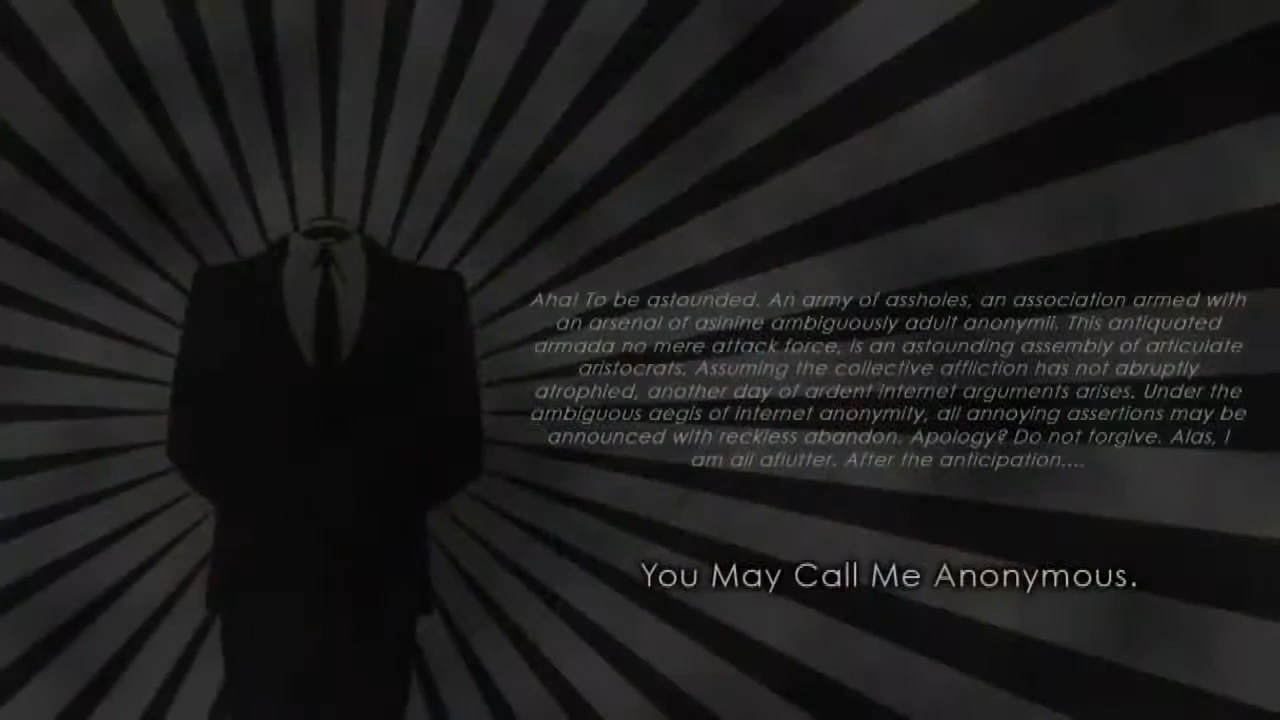 Aha! To be astounded. An army of assholes, an association armed with
an arsenal of asinine ambiguously adult anonymii. This antiquated
armada no mere attack force, is an astounding assembly of articulate
aristocrats. Assuming the collective affliction has not abruptly
atrophied, another day of ardent internet arguments arises. Under the
ambiguous aegis of internet anonymity, all annoying assertions may be
announced with reckless abandon. Apology? Do not forgive. Alas, I
am all aflutter. After the anticipation....
You May Call Me Anonymous.